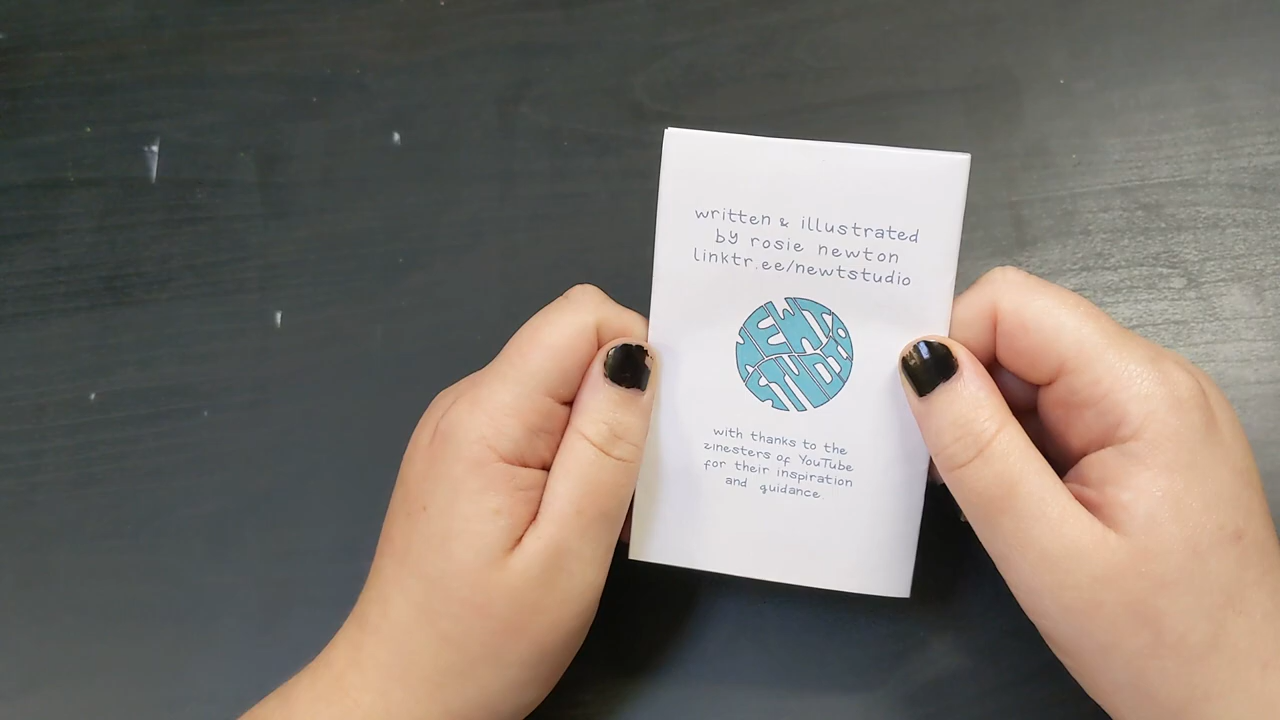 written & illustrated
by rosie newton
linktr.ee/newtstudio
NEWT
STUDIO
with thanks to the
zinesters of YouTube
for their inspiration
and guidance.